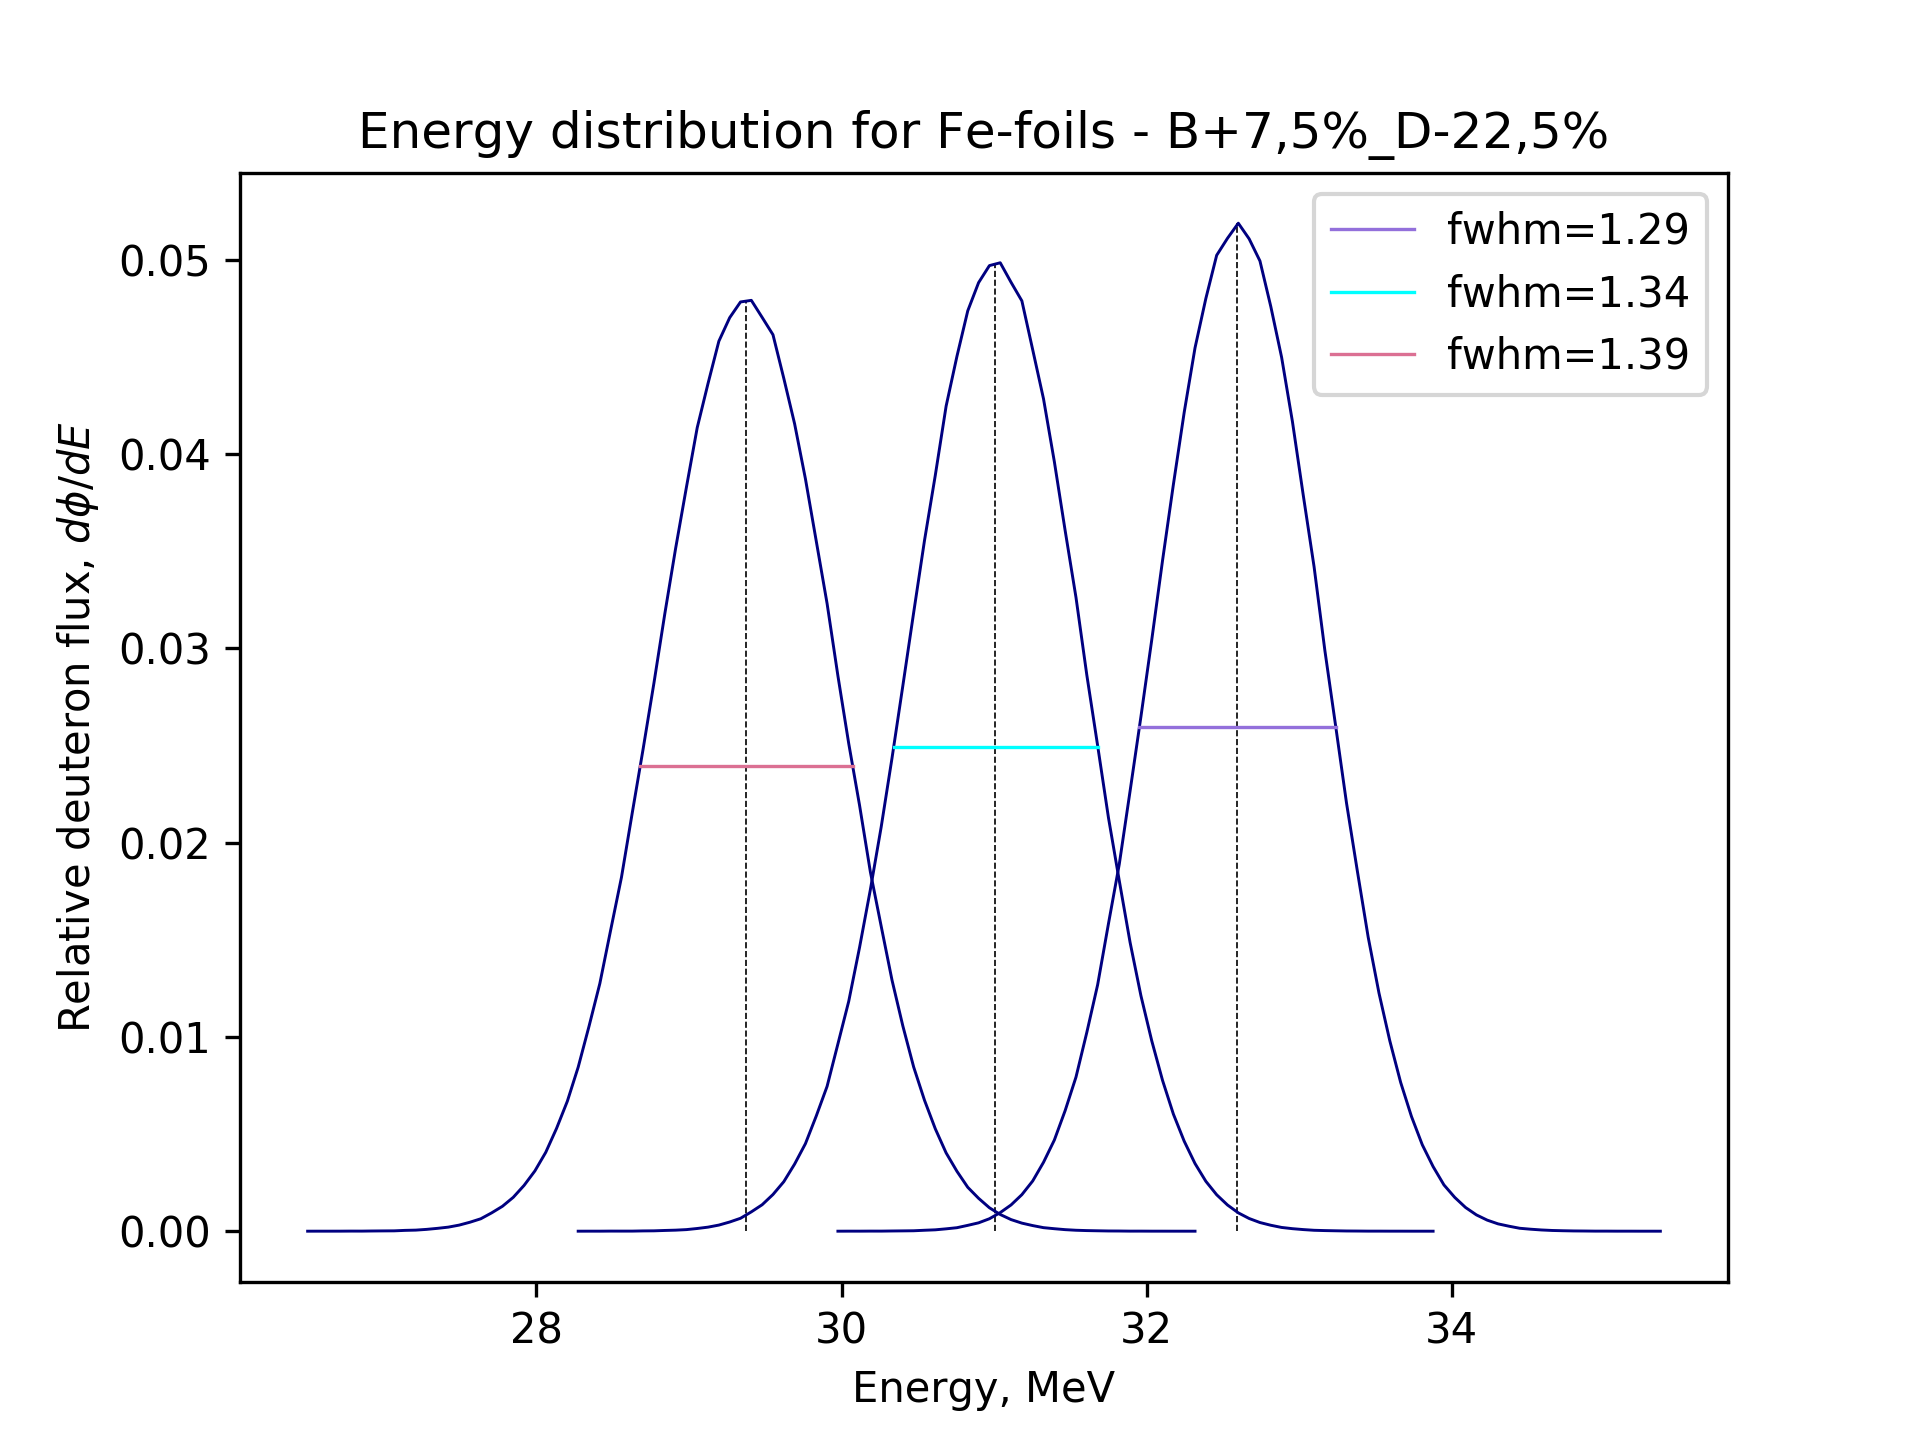 Energy distribution for Fe-foils - B+7,5%_D-22,5%
fwhm=1.29
fwhm=1.34
fwhm=1.39
Relative deuteron flux, dϕ/dE
0.05
0.04
0.03
0.02
0.01
0.00
28 30 32 34
Energy, MeV